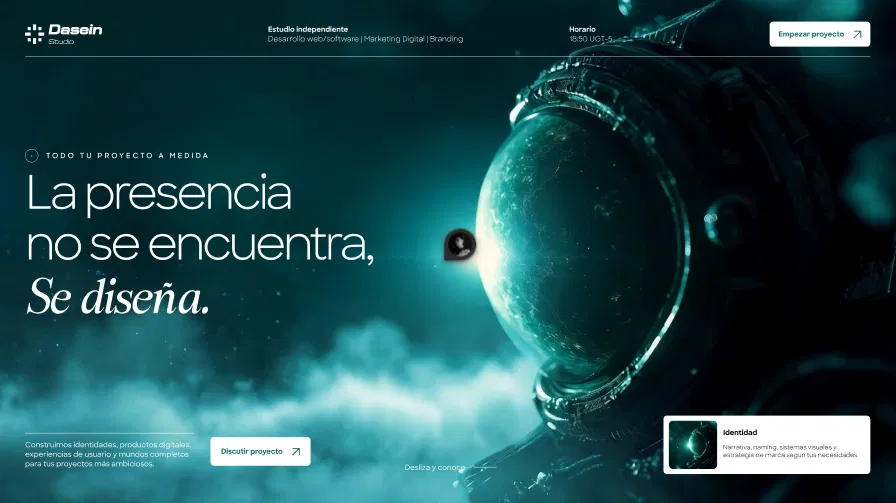 Dasein
Studio
Estudio independiente
Desarrollo web/software | Marketing Digital | Branding
Horario
18:50 UGT-5
Empezar proyecto
TODO TU PROYECTO A MEDIDA
La presencia
no se encuentra,
Se diseña.
Construimos identidades, productos digitales,
experiencias de usuario y mundos completos
para tus proyectos más ambiciosos.
Discutir proyecto
Desliza y conoce
Identidad
Narrativa, naming, sistemas visuales y
estrategia de marca según tus necesidades.